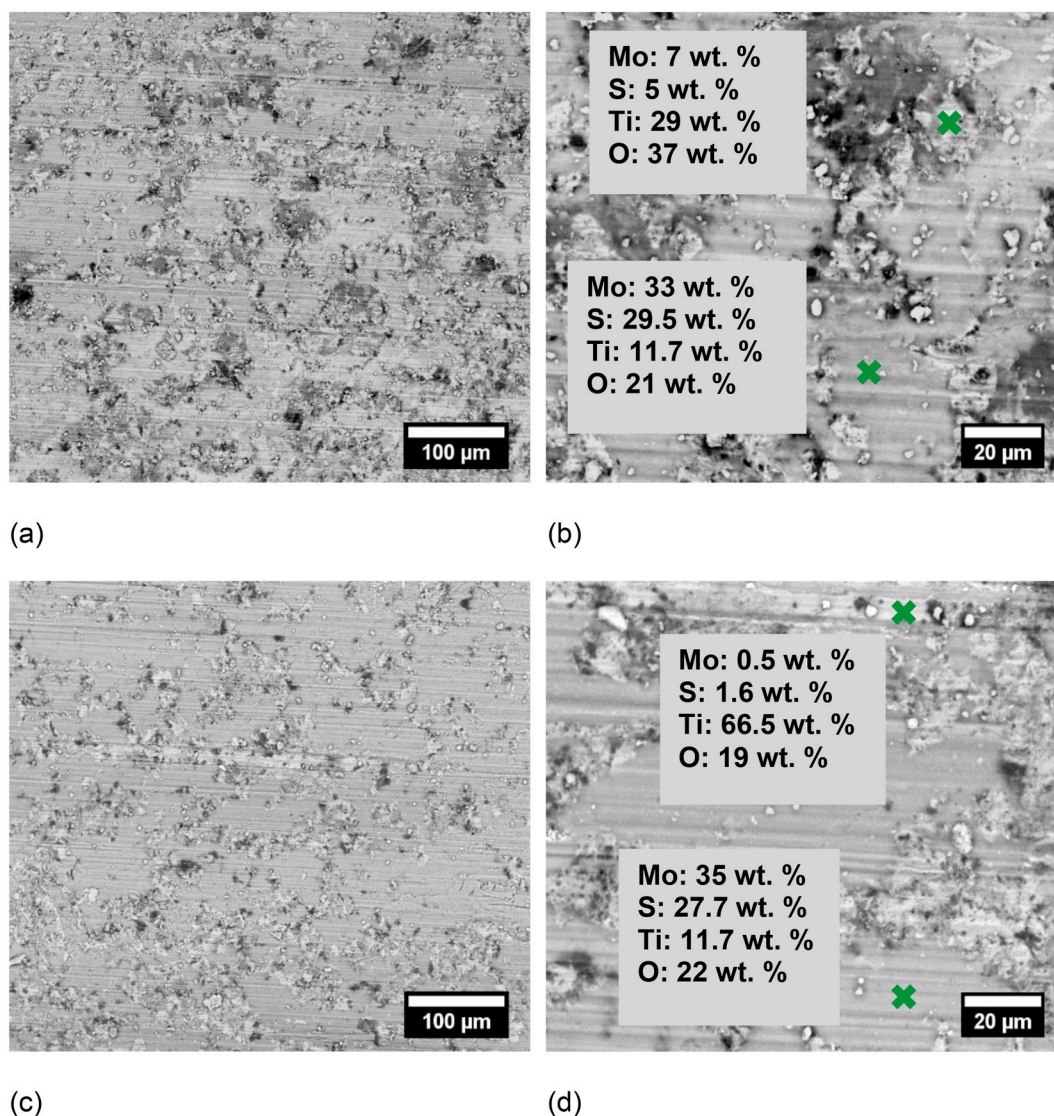 Mo: 7 wt. %
S: 5 wt. %
Ti: 29 wt. %
O: 37 wt. %
Mo: 33 wt. %
S: 29.5 wt. %
Ti: 11.7 wt. %
O: 21 wt. %
100 µm
20 µm
(a)
(b)
Mo: 0.5 wt. %
S: 1.6 wt. %
Ti: 66.5 wt. %
O: 19 wt. %
Mo: 35 wt. %
S: 27.7 wt. %
Ti: 11.7 wt. %
O: 22 wt. %
100 µm
20 µm
(c)
(d)